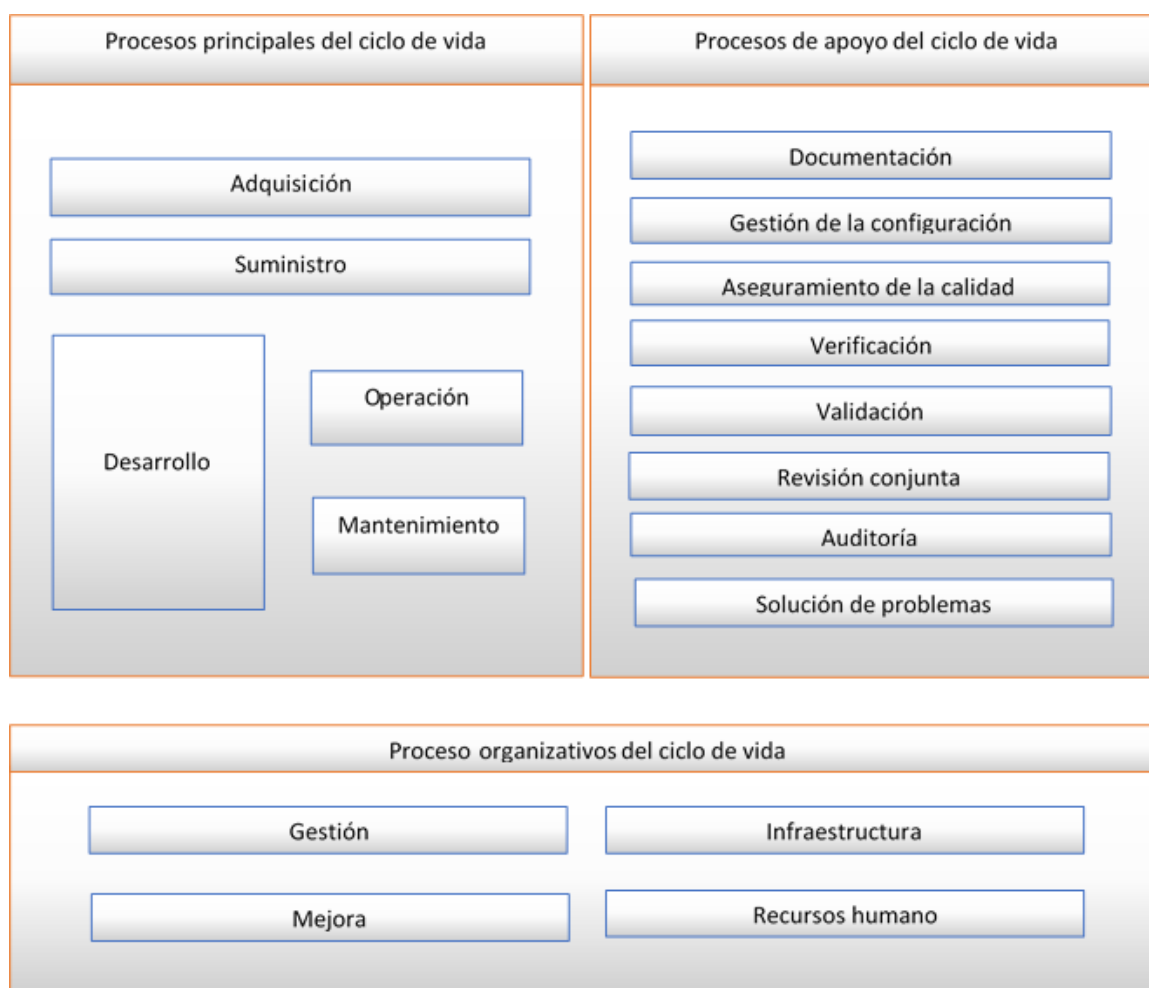 Procesos principales del ciclo de vida
Adquisición
Suministro
Desarrollo
Operación
Mantenimiento
Procesos de apoyo del ciclo de vida
Documentación
Gestión de la configuración
Aseguramiento de la calidad
Verificación
Validación
Revisión conjunta
Auditoría
Solución de problemas
Proceso organizativos del ciclo de vida
Gestión
Infraestructura
Mejora
Recursos humano